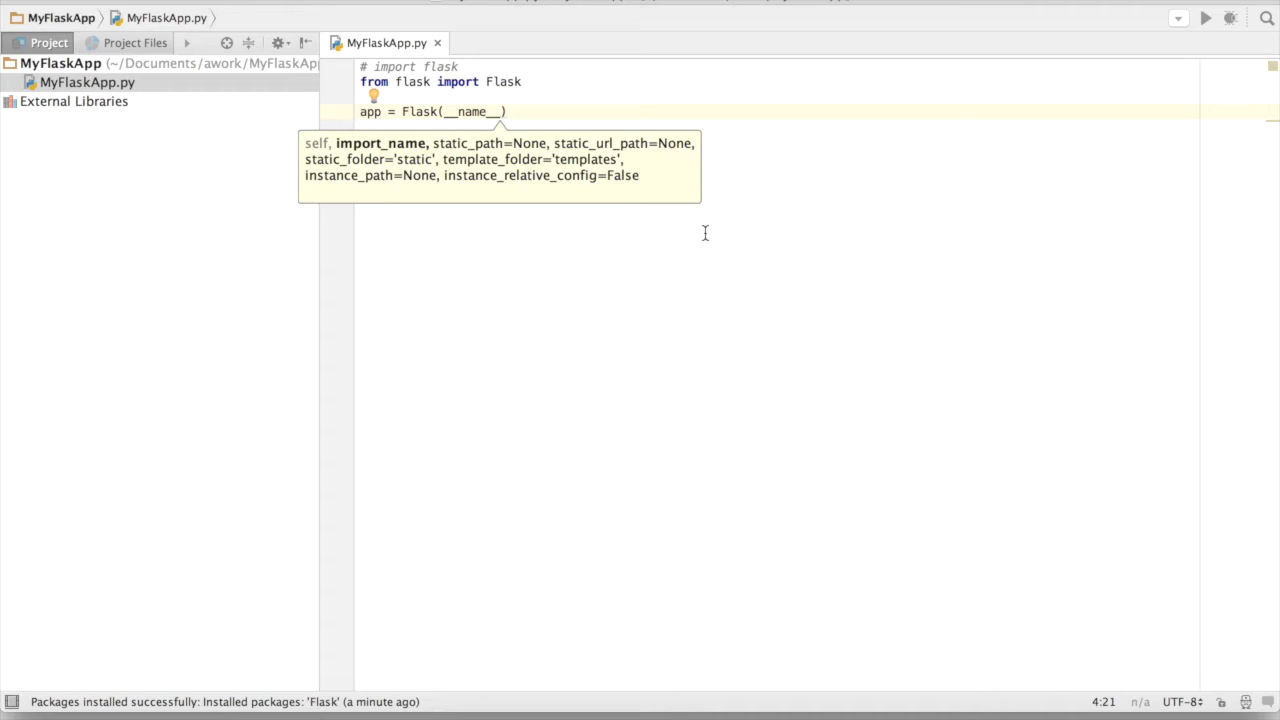 MyFlaskApp MyFlaskApp.py
Project Project Files MyFlaskApp.py
MyFlaskApp (~/Documents/awork/MyFlaskAp
MyFlaskApp.py
External Libraries
# import flask
from flask import Flask
app = Flask(__name__)
self, import_name, static_path=None, static_url_path=None,
static_folder='static', template_folder='templates',
instance_path=None, instance_relative_config=False
Packages installed successfully: Installed packages: 'Flask' (a minute ago) 4:21 n/a UTF-8